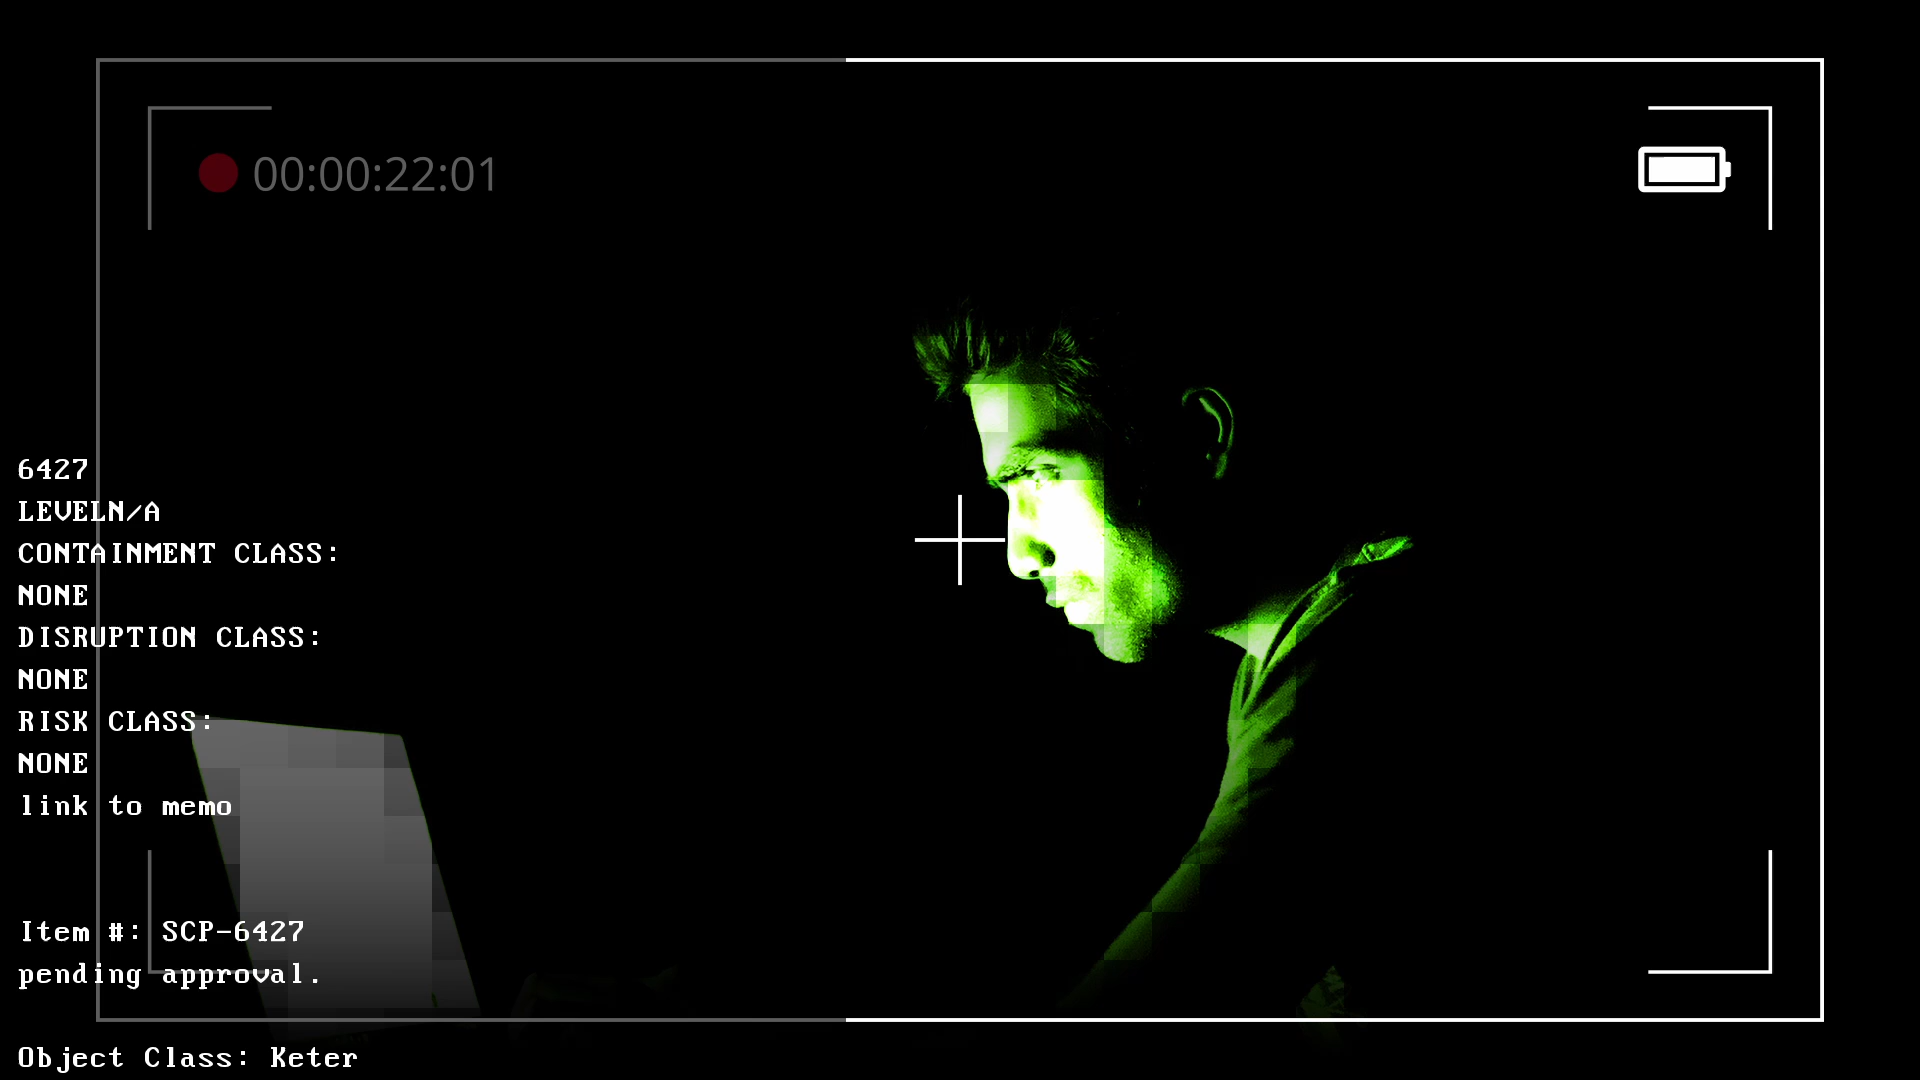 00:00:22:01
6427
LEVELN/A
CONTAINMENT CLASS:
NONE
DISRUPTION CLASS:
NONE
RISK CLASS:
NONE
link to memo
Item #: SCP-6427
pending approval.
Object Class: Keter